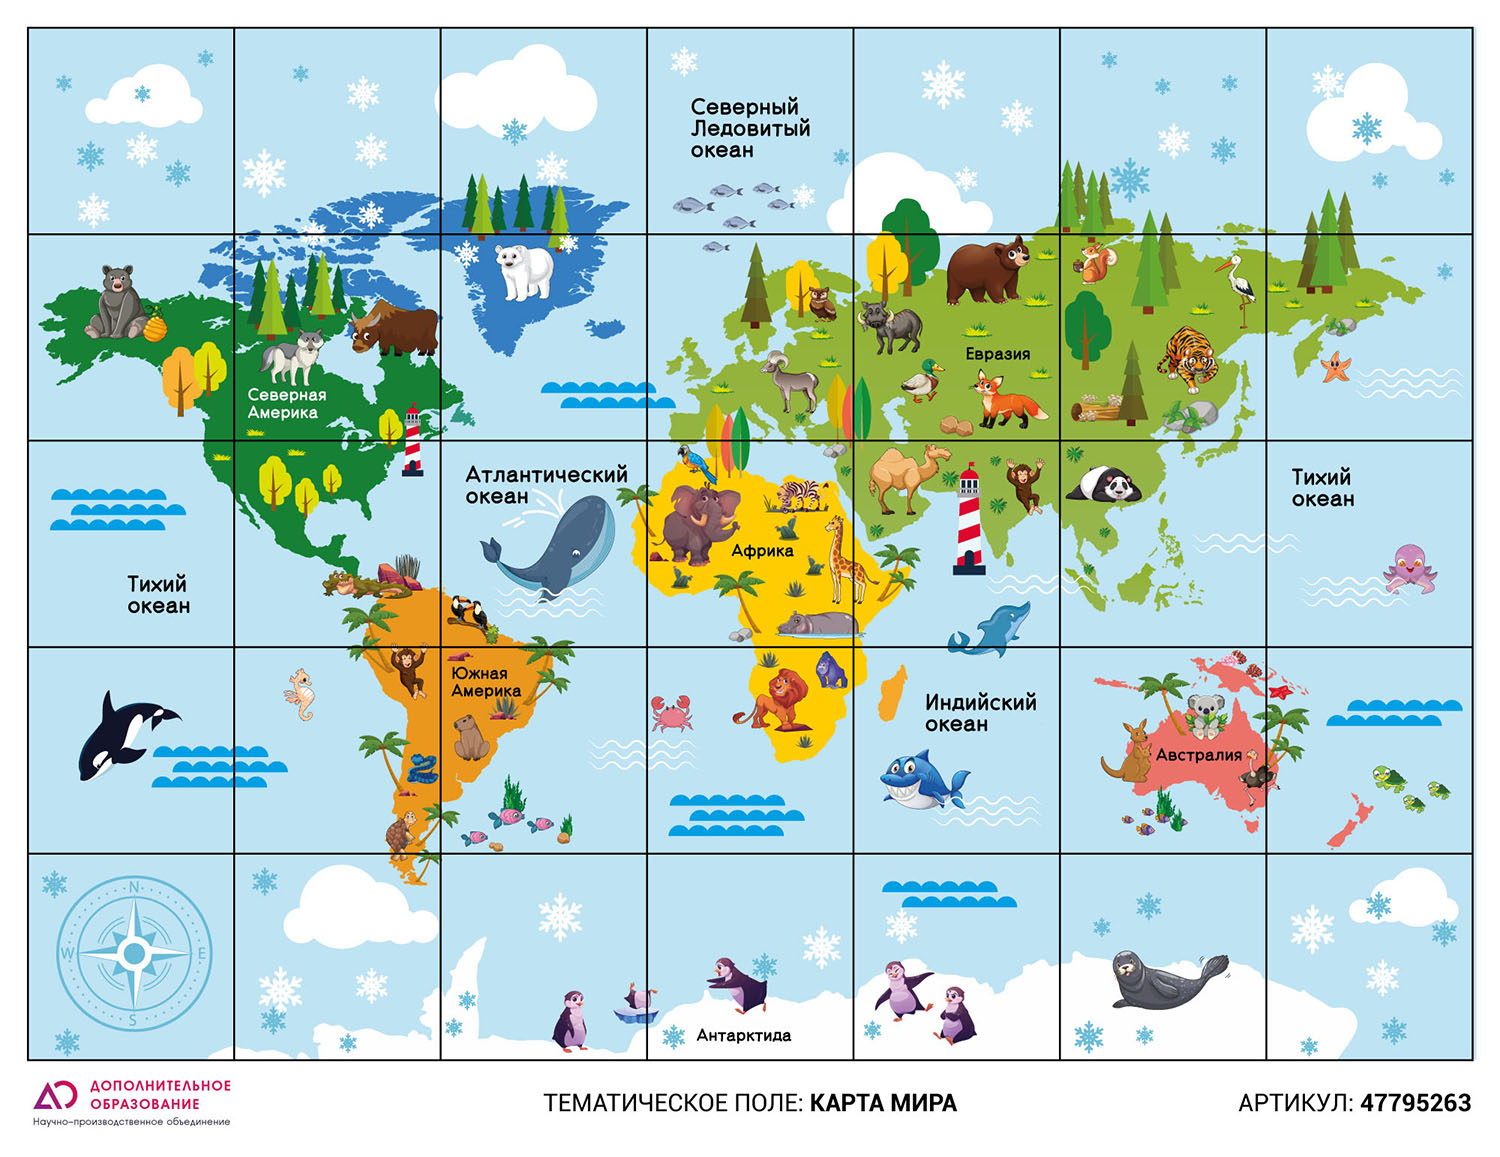 Северный
Ледовитый
океан
Евразия
Северная
Америка
Атлантический
океан
Тихий
океан
Африка
Тихий
океан
Южная
Америка
Индийский
океан
Австралия
N
W
E
S
Антарктида
ДОПОЛНИТЕЛЬНОЕ
ОБРАЗОВАНИЕ
Научно-производственное объединение
ТЕМАТИЧЕСКОЕ ПОЛЕ: КАРТА МИРА
АРТИКУЛ: 47795263